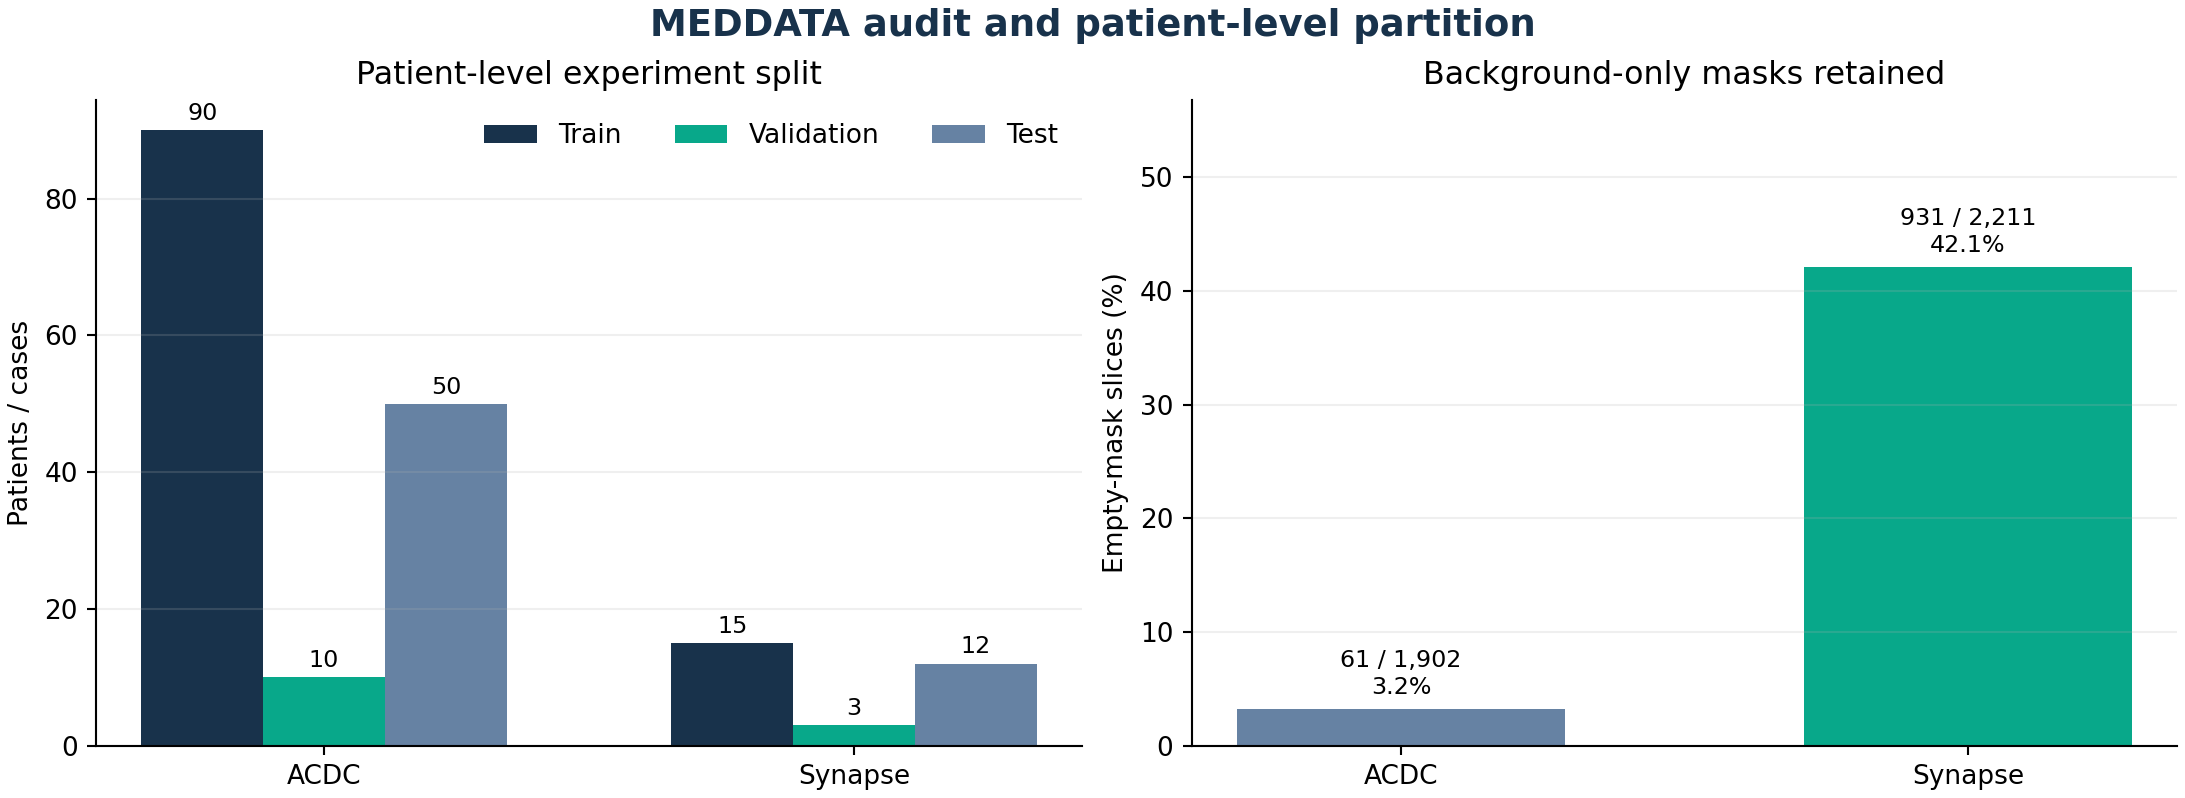 MEDDATA audit and patient-level partition
Patient-level experiment split
Train
Validation
Test
Patients / cases
80
60
40
20
0
90
10
50
15
3
12
ACDC
Synapse
Background-only masks retained
Empty-mask slices (%)
50
40
30
20
10
0
61 / 1,902
3.2%
931 / 2,211
42.1%
ACDC
Synapse